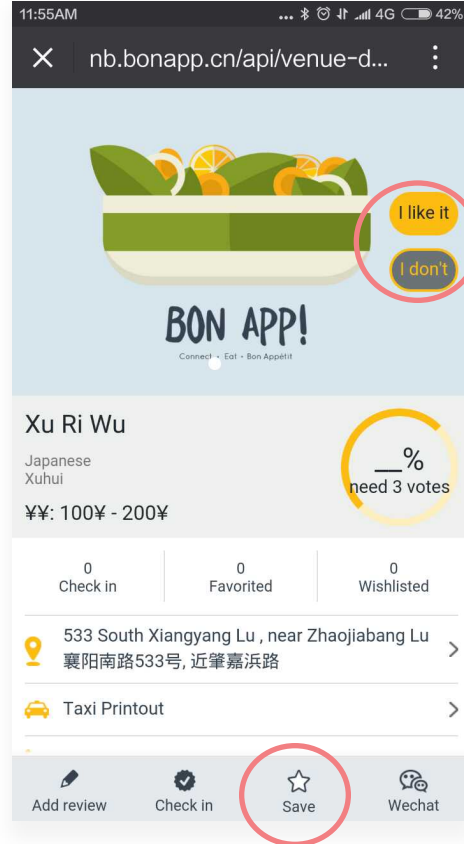 11:55AM
4G 42%
nb.bonapp.cn/api/venue-d...
I like it
I don't
BON APP!
Connect • Eat • Bon Appétit
Xu Ri Wu
Japanese
Xuhui
¥¥: 100¥ - 200¥
__%
need 3 votes
0
Check in
0
Favorited
0
Wishlisted
533 South Xiangyang Lu , near Zhaojiabang Lu
襄阳南路533号, 近肇嘉浜路
Taxi Printout
Add review
Check in
Save
Wechat